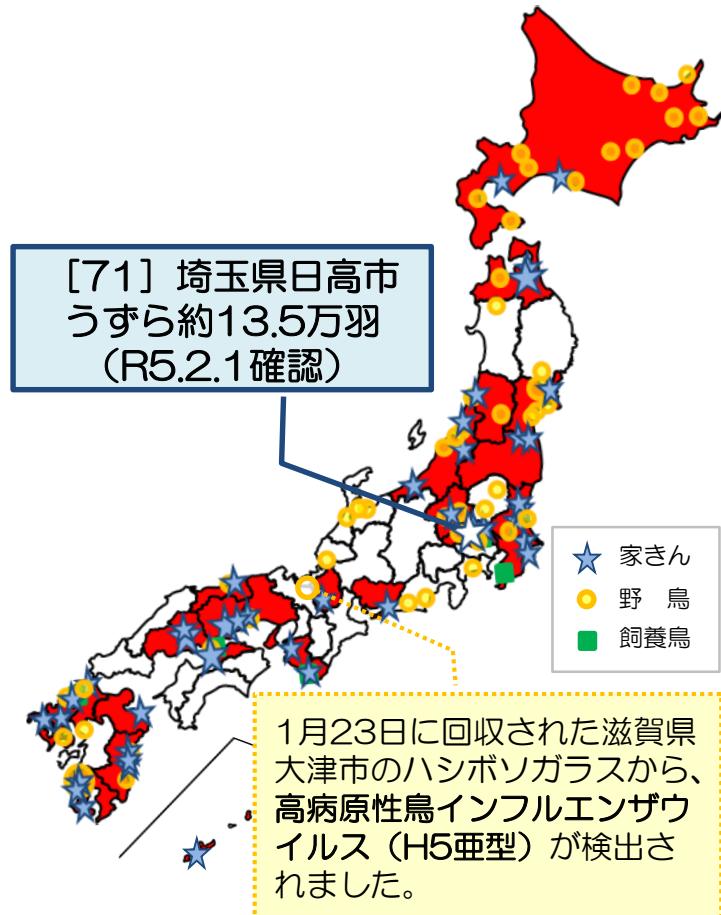 ［71］埼玉県日高市
うずら約13.5万羽
（R5.2.1確認）
家きん
野　鳥
飼養鳥
1月23日に回収された滋賀県
大津市のハシボソガラスから、
高病原性鳥インフルエンザウ
イルス（H5亜型）が検出さ
れました。